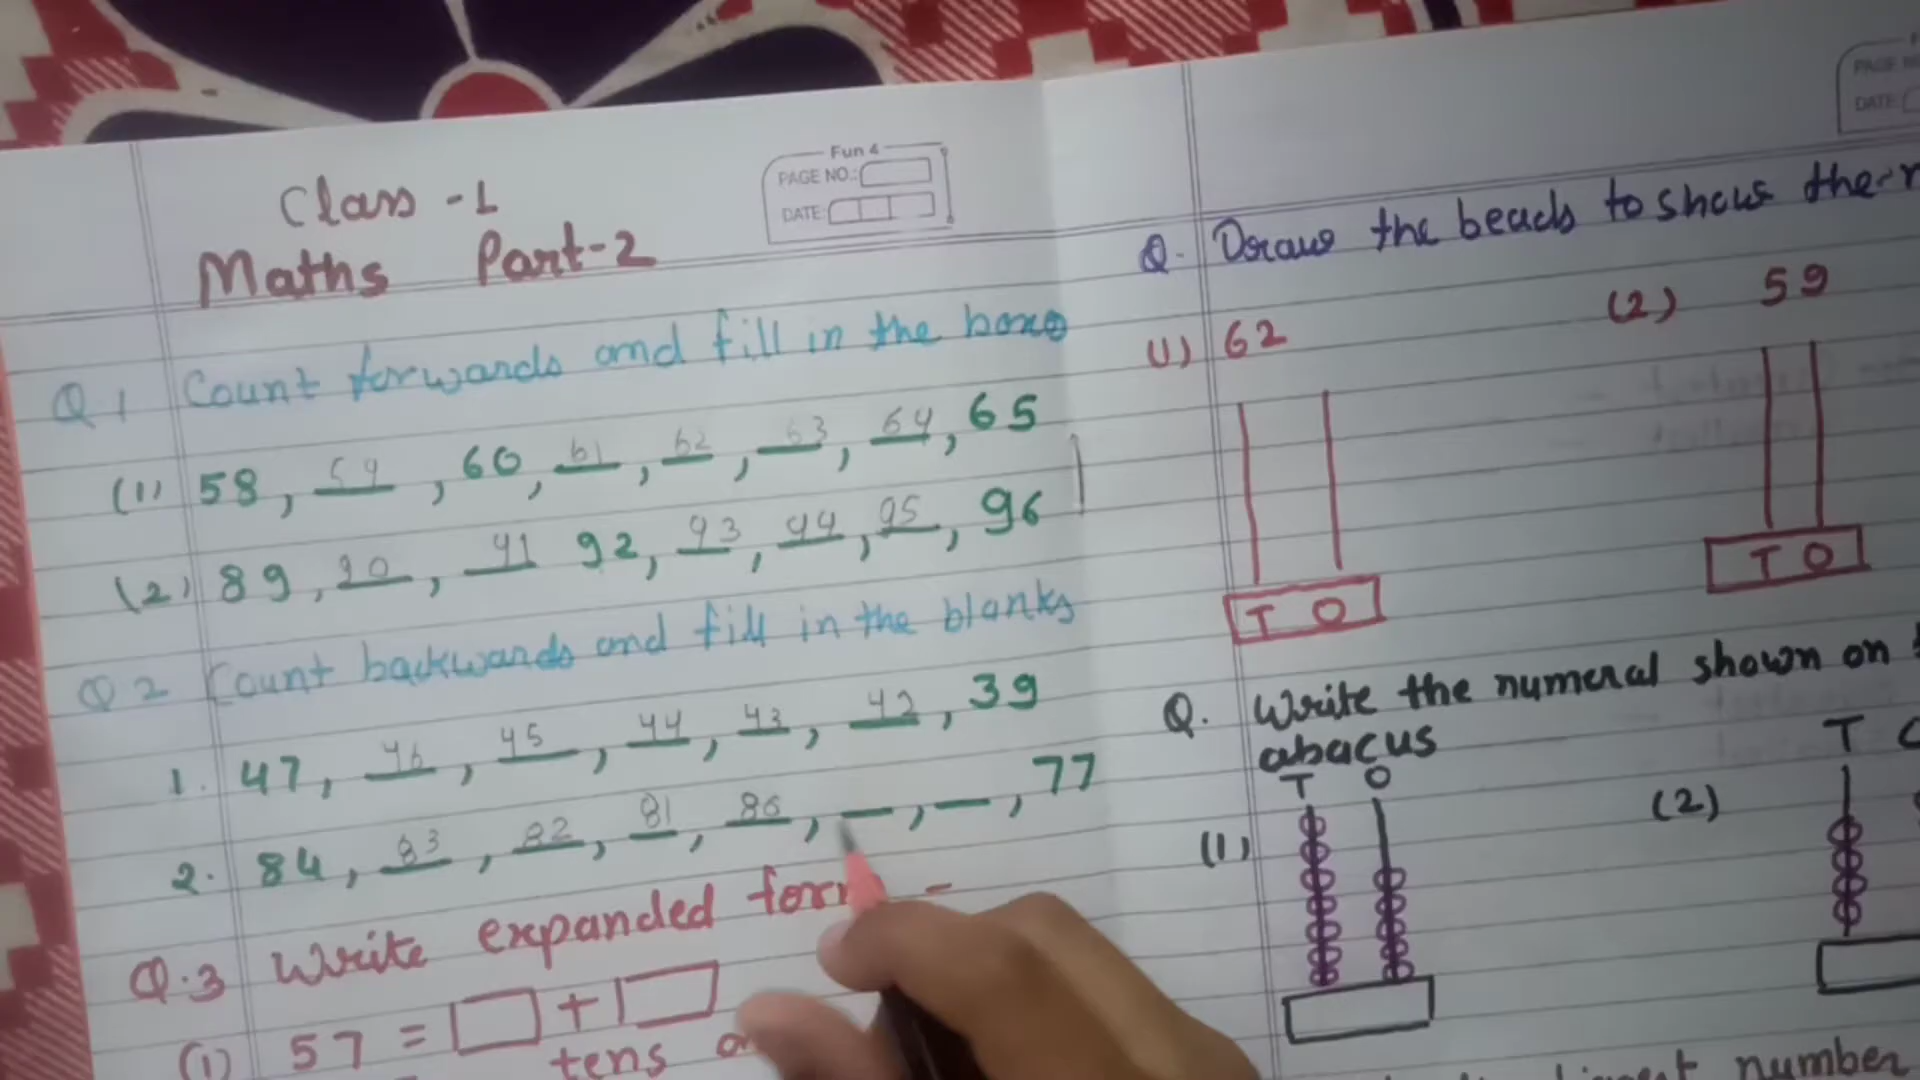 Class - 1
Maths Part-2
Fun 4
PAGE NO.:
DATE:
Q.1 Count forwards and fill in the boxes
(1) 58, 59, 60, 61, 62, 63, 64, 65
(2) 89, 90, 91 92, 93, 94, 95, 96
Q 2 Count backwards and fill in the blanks
1. 47, 46, 45, 44, 43, 42, 39
2. 84, 83, 82, 81, 80, __, __, 77
Q.3 Write expanded form -
(1) 57 = + 
tens
DATE:
Q. Draw the beads to show the
(1) 62 (2) 59
T O T O
Q. Write the numeral shown on
abacus
T O T
(1) (2)
number